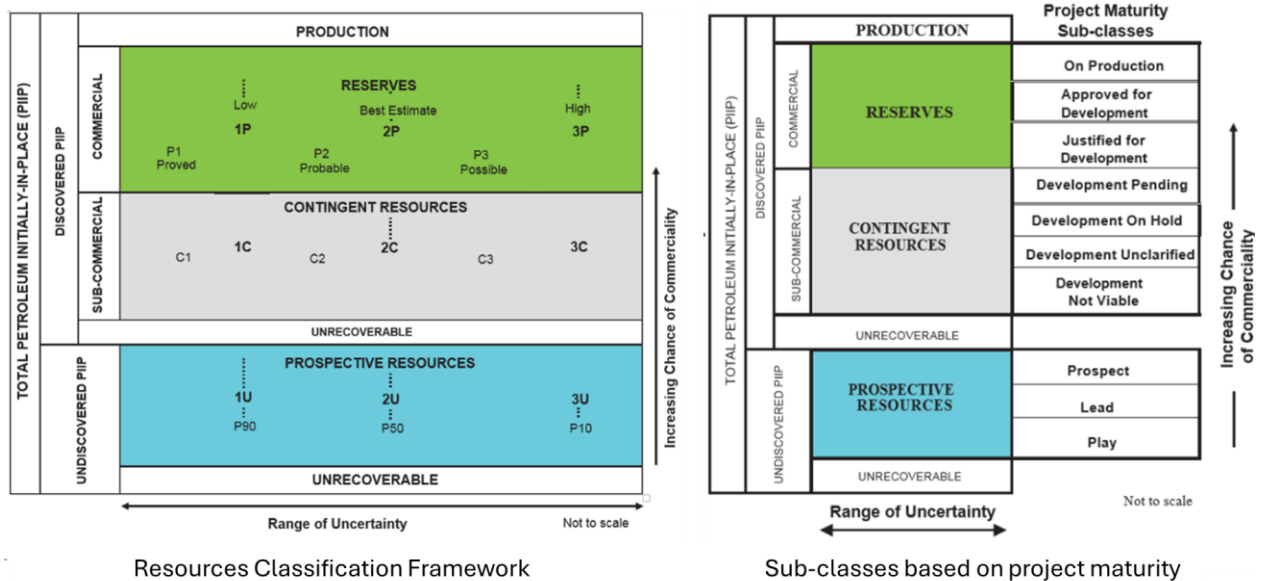 TOTAL PETROLEUM INITIALLY-IN-PLACE (PIIP)
DISCOVERED PIIP
UNDISCOVERED PIIP
COMMERCIAL
SUB-COMMERCIAL
PRODUCTION
RESERVES
Low
Best Estimate
High
1P
2P
3P
P1
Proved
P2
Probable
P3
Possible
CONTINGENT RESOURCES
1C
2C
3C
C1
C2
C3
UNRECOVERABLE
PROSPECTIVE RESOURCES
1U
2U
3U
P90
P50
P10
UNRECOVERABLE
Increasing Chance of Commerciality
Range of Uncertainty
Not to scale
Resources Classification Framework
TOTAL PETROLEUM INITIALLY-IN-PLACE (PIIP)
DISCOVERED PIIP
UNDISCOVERED PIIP
COMMERCIAL
SUB-COMMERCIAL
PRODUCTION
RESERVES
CONTINGENT
RESOURCES
UNRECOVERABLE
PROSPECTIVE
RESOURCES
UNRECOVERABLE
Project Maturity
Sub-classes
On Production
Approved for
Development
Justified for
Development
Development Pending
Development On Hold
Development Unclarified
Development
Not Viable
Prospect
Lead
Play
Increasing Chance
of Commerciality
Range of Uncertainty
Not to scale
Sub-classes based on project maturity